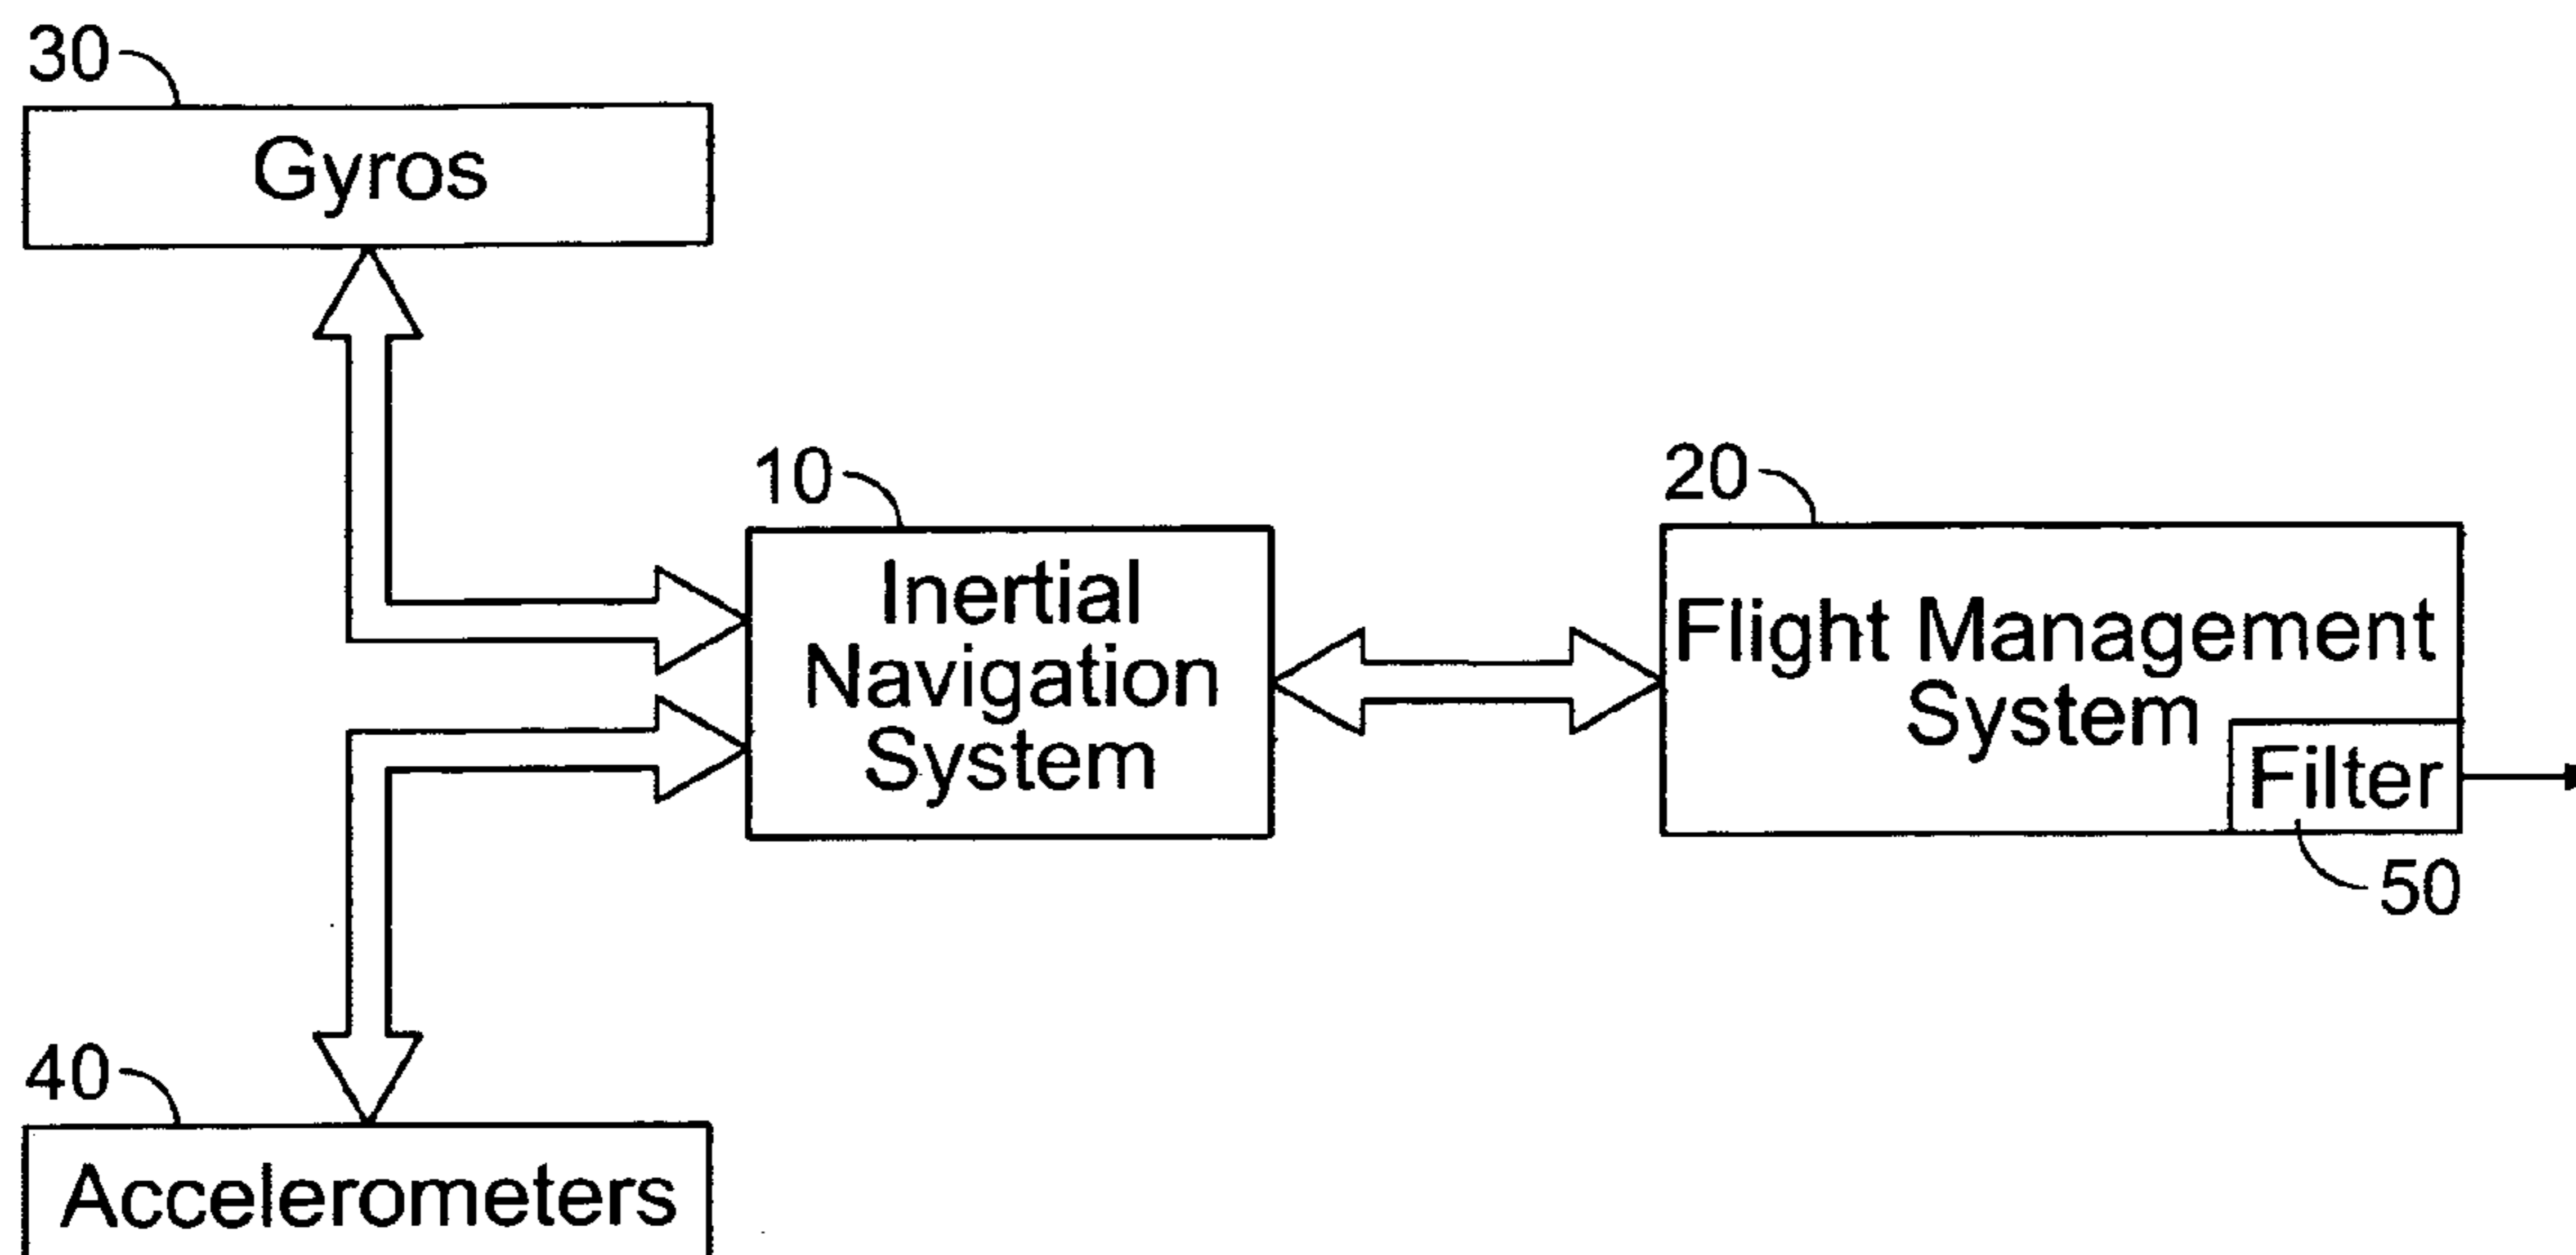 30
Gyros
10
Inertial
Navigation
System
20
Flight Management
System
Filter
50
40
Accelerometers